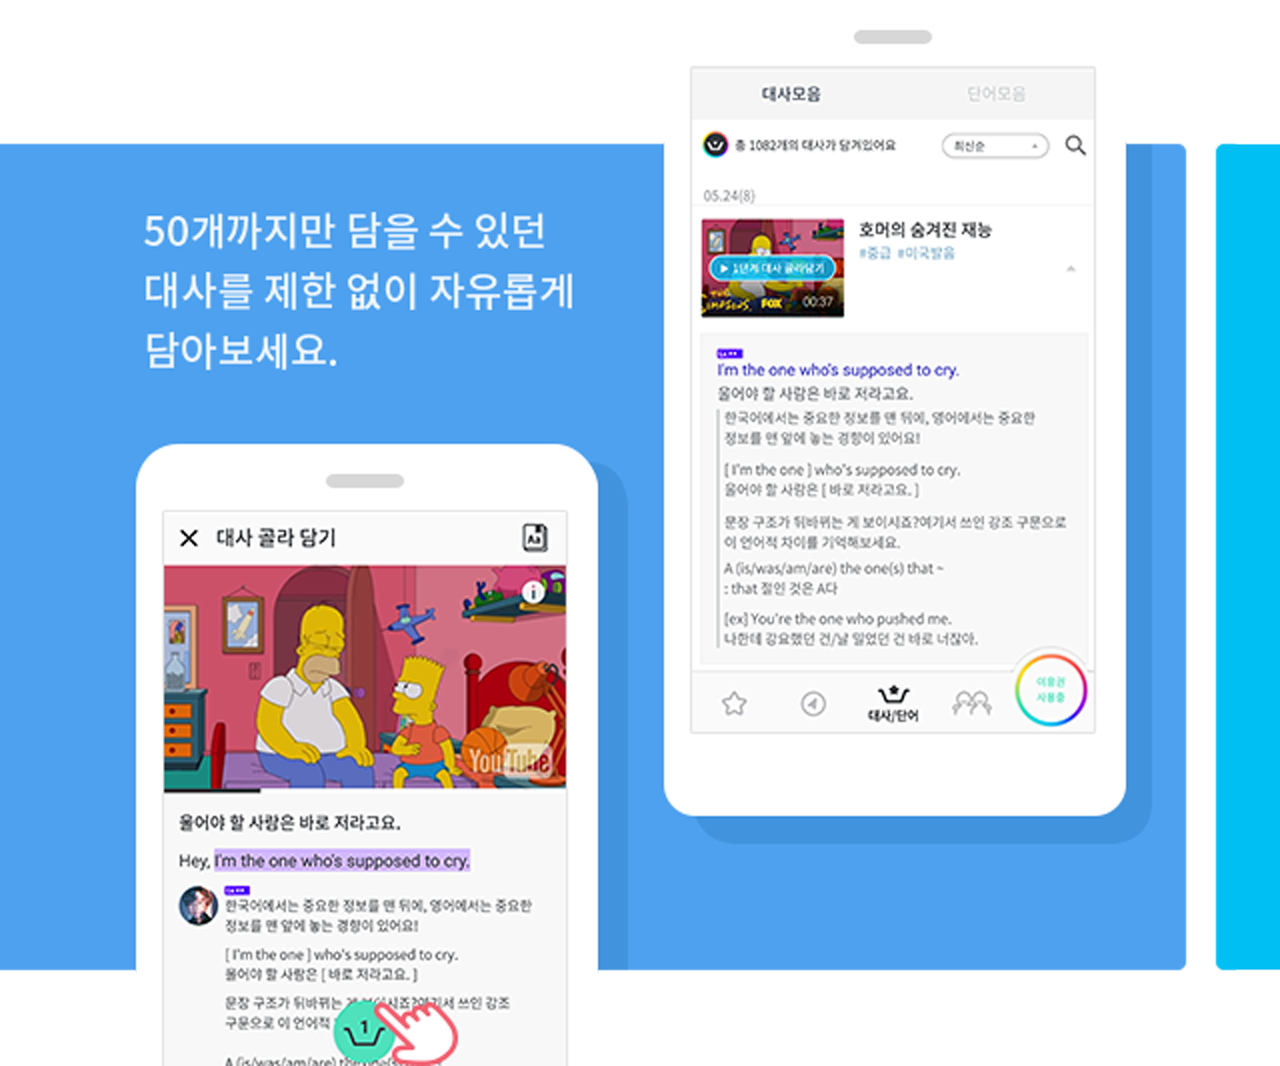 50개까지만 담을 수 있던
대사를 제한 없이 자유롭게
담아보세요.
대사 골라 담기
Aa
i
YouTube
울어야 할 사람은 바로 저라고요.
Hey, I'm the one who's supposed to cry.
한국어에서는 중요한 정보를 맨 뒤에, 영어에서는 중요한
정보를 맨 앞에 놓는 경향이 있어요!
[ I'm the one ] who's supposed to cry.
울어야 할 사람은 [ 바로 저라고요. ]
문장 구조가 뒤바뀌는 게 보이시죠?여기서 쓰인 강조
구문으로 이 언어적
1
A (is/was/am/are) the one(s)
대사모음
단어모음
총 1082개의 대사가 담겨있어요
최신순
05.24(8)
호머의 숨겨진 재능
#중급 #미국발음
1단계 대사 골라담기
THE
SIMPSONS
FOX
00:37
I'm the one who's supposed to cry.
울어야 할 사람은 바로 저라고요.
한국어에서는 중요한 정보를 맨 뒤에, 영어에서는 중요한
정보를 맨 앞에 놓는 경향이 있어요!
[ I'm the one ] who's supposed to cry.
울어야 할 사람은 [ 바로 저라고요. ]
문장 구조가 뒤바뀌는 게 보이시죠?여기서 쓰인 강조 구문으로
이 언어적 차이를 기억해보세요.
A (is/was/am/are) the one(s) that ~
: that 절인 것은 A다
[ex] You're the one who pushed me.
나한테 강요했던 건/날 밀었던 건 바로 너잖아.
대사/단어
이용권
사용중